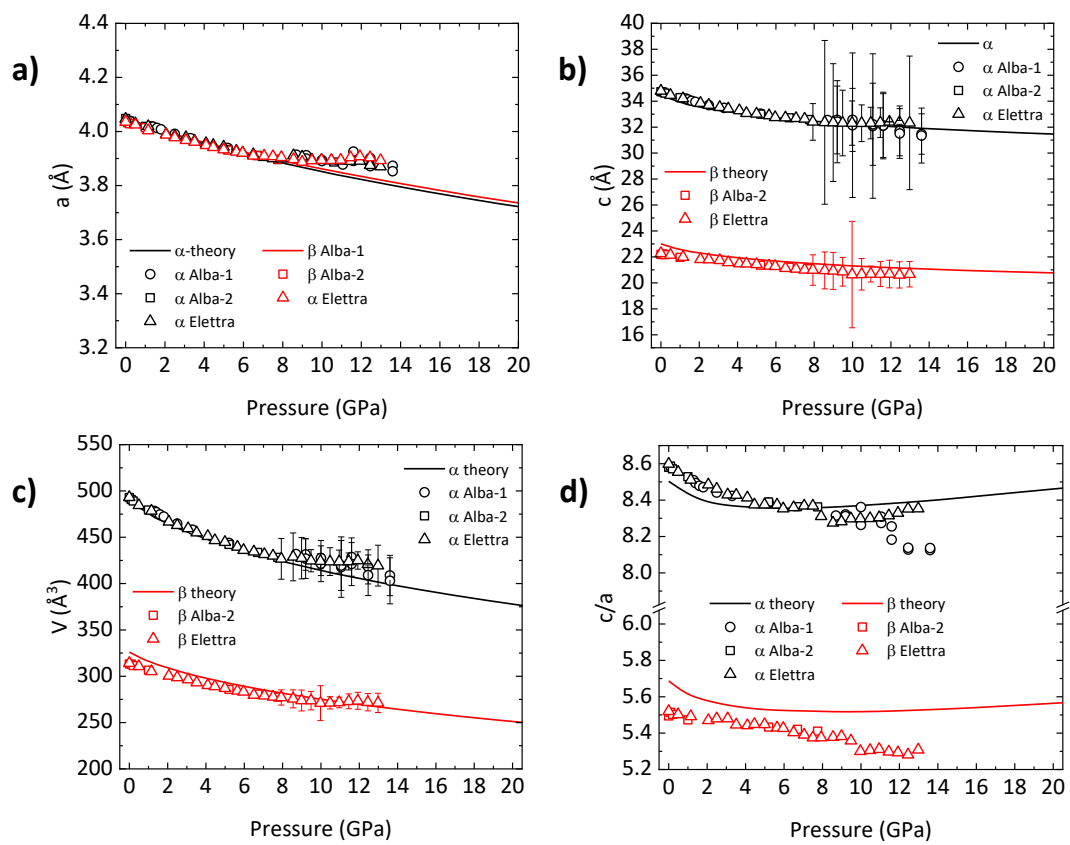 a)
4.4
4.2
4.0
3.8
3.6
3.4
3.2
a (Å)
α-theory
α Alba-1
α Alba-2
α Elettra
β Alba-1
β Alba-2
α Elettra
0 2 4 6 8 10 12 14 16 18 20
Pressure (GPa)
b)
40
38
36
34
32
30
28
26
24
22
20
18
16
14
c (Å)
α
α Alba-1
α Alba-2
α Elettra
β theory
β Alba-2
β Elettra
0 2 4 6 8 10 12 14 16 18 20
Pressure (GPa)
c)
550
500
450
400
350
300
250
200
V (Å³)
α theory
α Alba-1
α Alba-2
α Elettra
β theory
β Alba-2
β Elettra
0 2 4 6 8 10 12 14 16 18 20
Pressure (GPa)
d)
8.6
8.4
8.2
8.0
5.8
5.6
5.4
5.2
c/a
α theory
α Alba-1
α Alba-2
α Elettra
β theory
β Alba-2
β Elettra
0 2 4 6 8 10 12 14 16 18 20
Pressure (GPa)